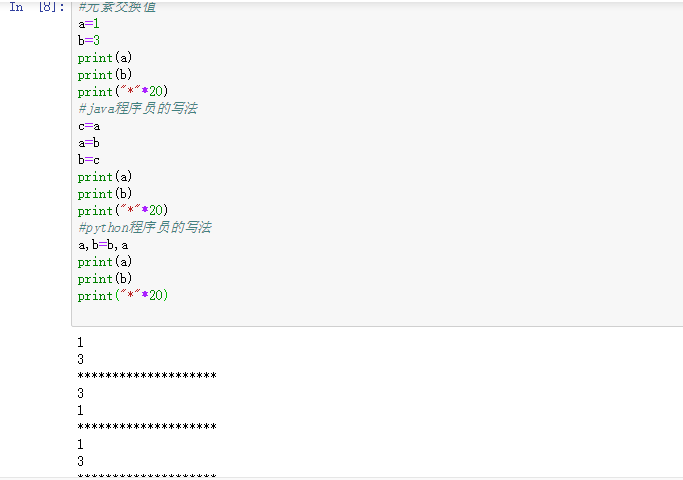 In [8]:
#元素交换值
a=1
b=3
print(a)
print(b)
print("*"*20)
#java程序员的写法
c=a
a=b
b=c
print(a)
print(b)
print("*"*20)
#python程序员的写法
a,b=b,a
print(a)
print(b)
print("*"*20)
1
3
********************
3
1
********************
1
3
********************